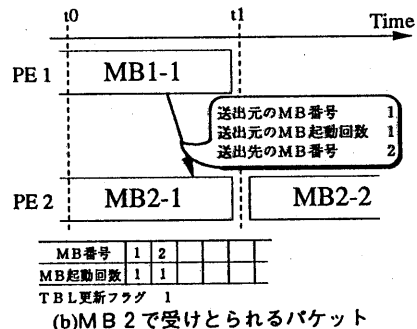 t0 t1 Time
PE 1 MB1-1
送出元のMB番号 1
送出元のMB起動回数 1
送出先のMB番号 2
PE 2 MB2-1 MB2-2
MB番号 1 2
MB起動回数 1 1
TBL更新フラグ 1
(b)MB2で受けとられるパケット